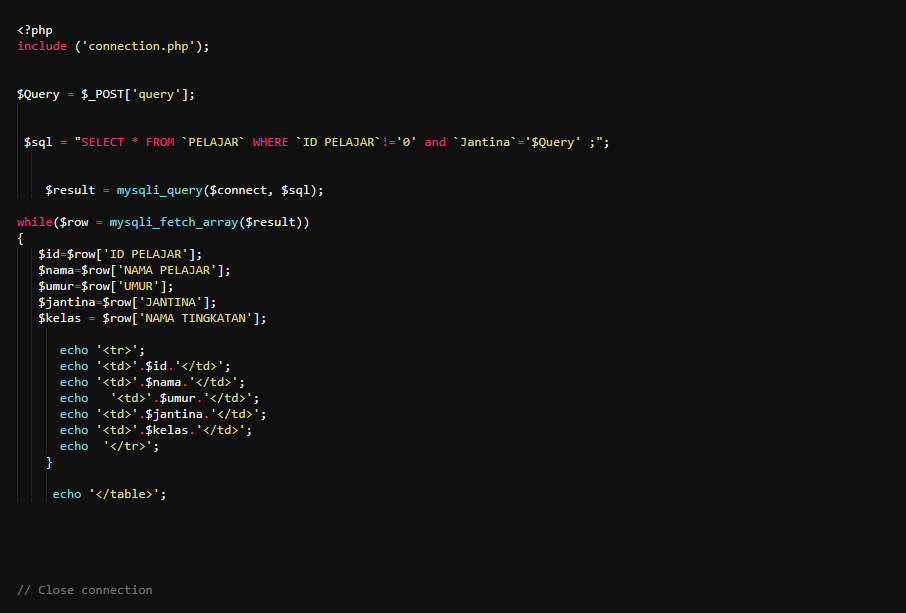 <?php
include ('connection.php');
$Query = $_POST['query'];
$sql = "SELECT * FROM `PELAJAR` WHERE `ID PELAJAR`!='0' and `Jantina`='$Query' ;";
$result = mysqli_query($connect, $sql);
while($row = mysqli_fetch_array($result))
{
$id=$row['ID PELAJAR'];
$nama=$row['NAMA PELAJAR'];
$umur=$row['UMUR'];
$jantina=$row['JANTINA'];
$kelas = $row['NAMA TINGKATAN'];
echo '<tr>';
echo '<td>'.$id.'</td>';
echo '<td>'.$nama.'</td>';
echo   '<td>'.$umur.'</td>';
echo '<td>'.$jantina.'</td>';
echo '<td>'.$kelas.'</td>';
echo  '</tr>';
}
echo '</table>';
// Close connection